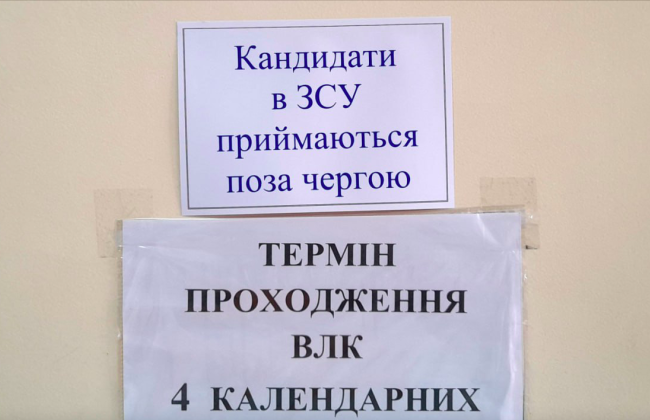 Кандидати
в ЗСУ
приймаються
поза чергою
ТЕРМІН
ПРОХОДЖЕННЯ
ВЛК
4 КАЛЕНДАРНИХ